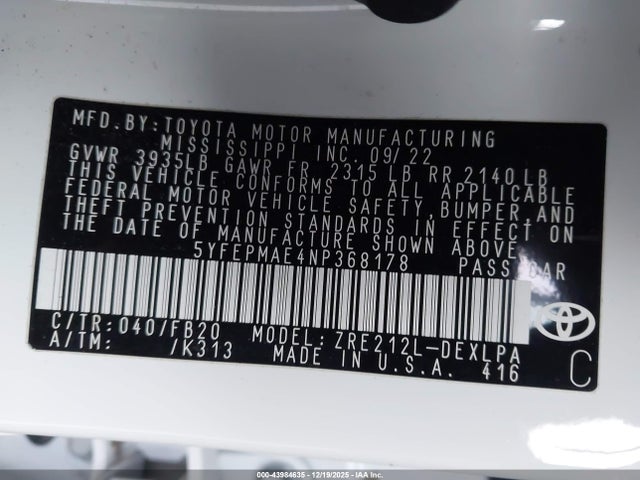 MFD. BY: TOYOTA MOTOR MANUFACTURING
MISSISSIPPI INC. 09/22
GVWR 3935LB GAWR FR. 2315 LB RR 2140 LB
THIS VEHICLE CONFORMS TO ALL APPLICABLE
FEDERAL MOTOR VEHICLE SAFETY, BUMPER, AND
THEFT PREVENTION STANDARDS IN EFFECT ON
THE DATE OF MANUFACTURE SHOWN ABOVE.
5YFEPMAE4NP368178 PASS CAR
C/TR: 040/FB20 MODEL: ZRE212L-DEXLPA
A/TM: /K313 MADE IN U.S.A. 416
TOYOTA
C
000-43984635 - 12/19/2025 - IAA, Inc.